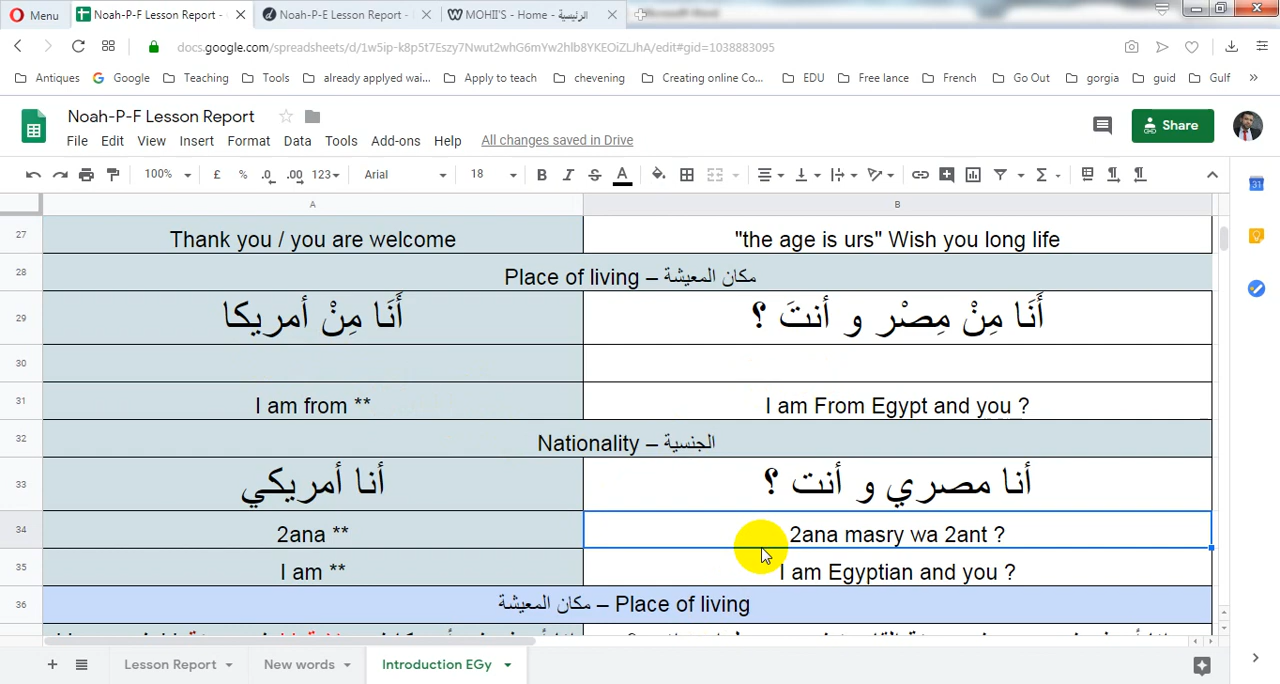 Menu
Noah-P-F Lesson Report -
Noah-P-E Lesson Report -
MOHII'S - Home - الرئيسية
docs.google.com/spreadsheets/d/1w5ip-k8p5t7Eszy7Nwut2whG6mYw2hlb8YKEOiZLJhA/edit#gid=1038883095
Antiques
Google
Teaching
Tools
already applyed wai...
Apply to teach
chevening
Creating online Co...
EDU
Free lance
French
Go Out
gorgia
guid
Gulf
Noah-P-F Lesson Report
Share
File Edit View Insert Format Data Tools Add-ons Help All changes saved in Drive
100% £ % .0 .00 123 Arial 18 B I S A
A B
27 Thank you / you are welcome "the age is urs" Wish you long life
28 Place of living – مكان المعيشة
29 أَنَا مِنْ أمريكا أَنَا مِنْ مِصْر و أنتَ ؟
30
31 I am from ** I am From Egypt and you ?
32 Nationality – الجنسية
33 أنا أمريكي أنا مصري و أنت ؟
34 2ana ** 2ana masry wa 2ant ?
35 I am ** I am Egyptian and you ?
36 مكان المعيشة – Place of living
Lesson Report New words Introduction EGy